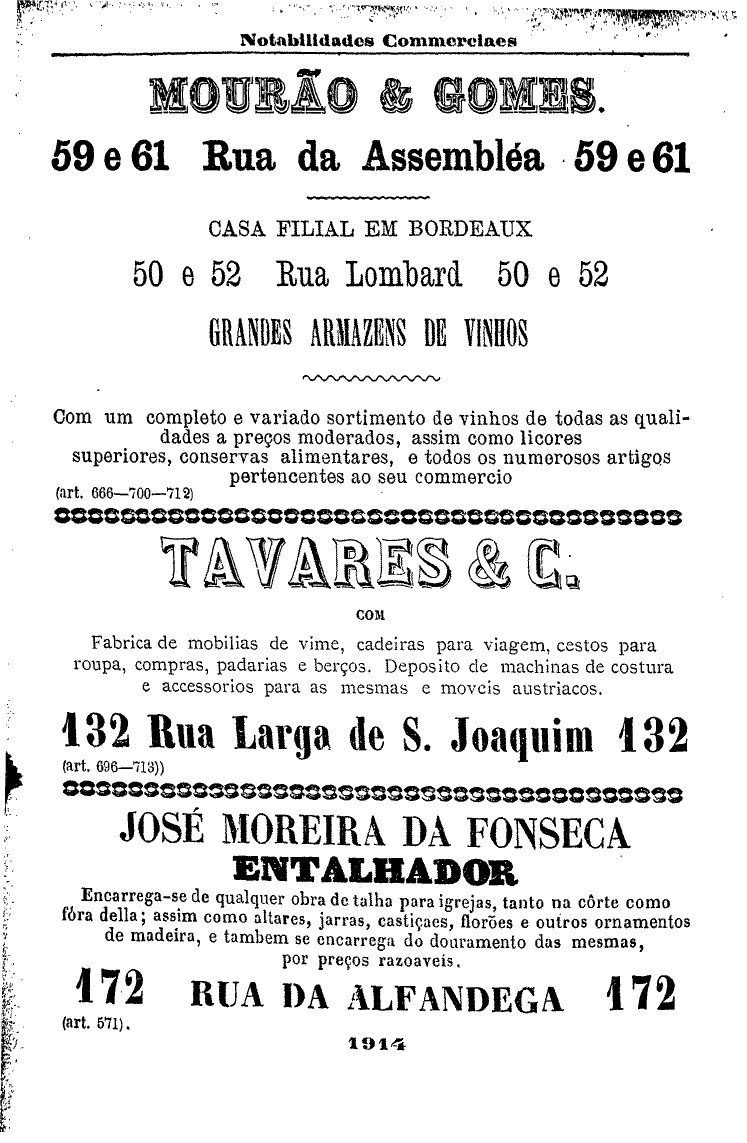 Notabilidades Commerciaes
MOURÃO & GOMES.
59 e 61 Rua da Assembléa 59 e 61
CASA FILIAL EM BORDEAUX
50 e 52 Rua Lombard 50 e 52
GRANDES ARMAZENS DE VINHOS
Com um completo e variado sortimento de vinhos de todas as quali-
dades a preços moderados, assim como licores
superiores, conservas alimentares, e todos os numerosos artigos
pertencentes ao seu commercio
(art. 666—700—712)
TAVARES & C.
COM
Fabrica de mobilias de vime, cadeiras para viagem, cestos para
roupa, compras, padarias e berços. Deposito de machinas de costura
e accessorios para as mesmas e moveis austriacos.
132 Rua Larga de S. Joaquim 132
(art. 696—713))
JOSÉ MOREIRA DA FONSECA
ENTALHADOR
Encarrega-se de qualquer obra de talha para igrejas, tanto na côrte como
fóra della; assim como altares, jarras, castiçaes, florões e outros ornamentos
de madeira, e tambem se encarrega do douramento das mesmas,
por preços razoaveis.
172 RUA DA ALFANDEGA 172
(art. 571).
1914